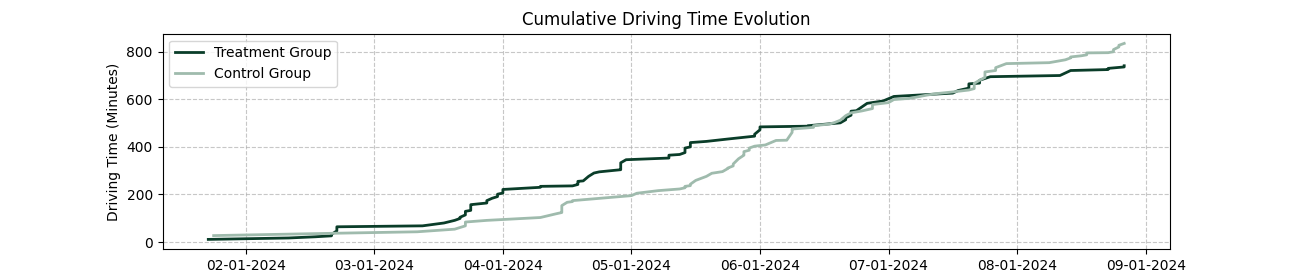 Cumulative Driving Time Evolution
Driving Time (Minutes)
800
600
400
200
0
Treatment Group
Control Group
02-01-2024 03-01-2024 04-01-2024 05-01-2024 06-01-2024 07-01-2024 08-01-2024 09-01-2024